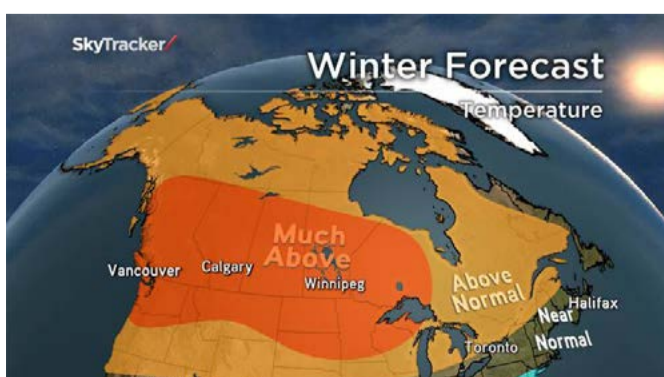 SkyTracker
Winter Forecast
Temperature
Much
Above
Vancouver
Calgary
Winnipeg
Above
Normal
Halifax
Near
Normal
Toronto